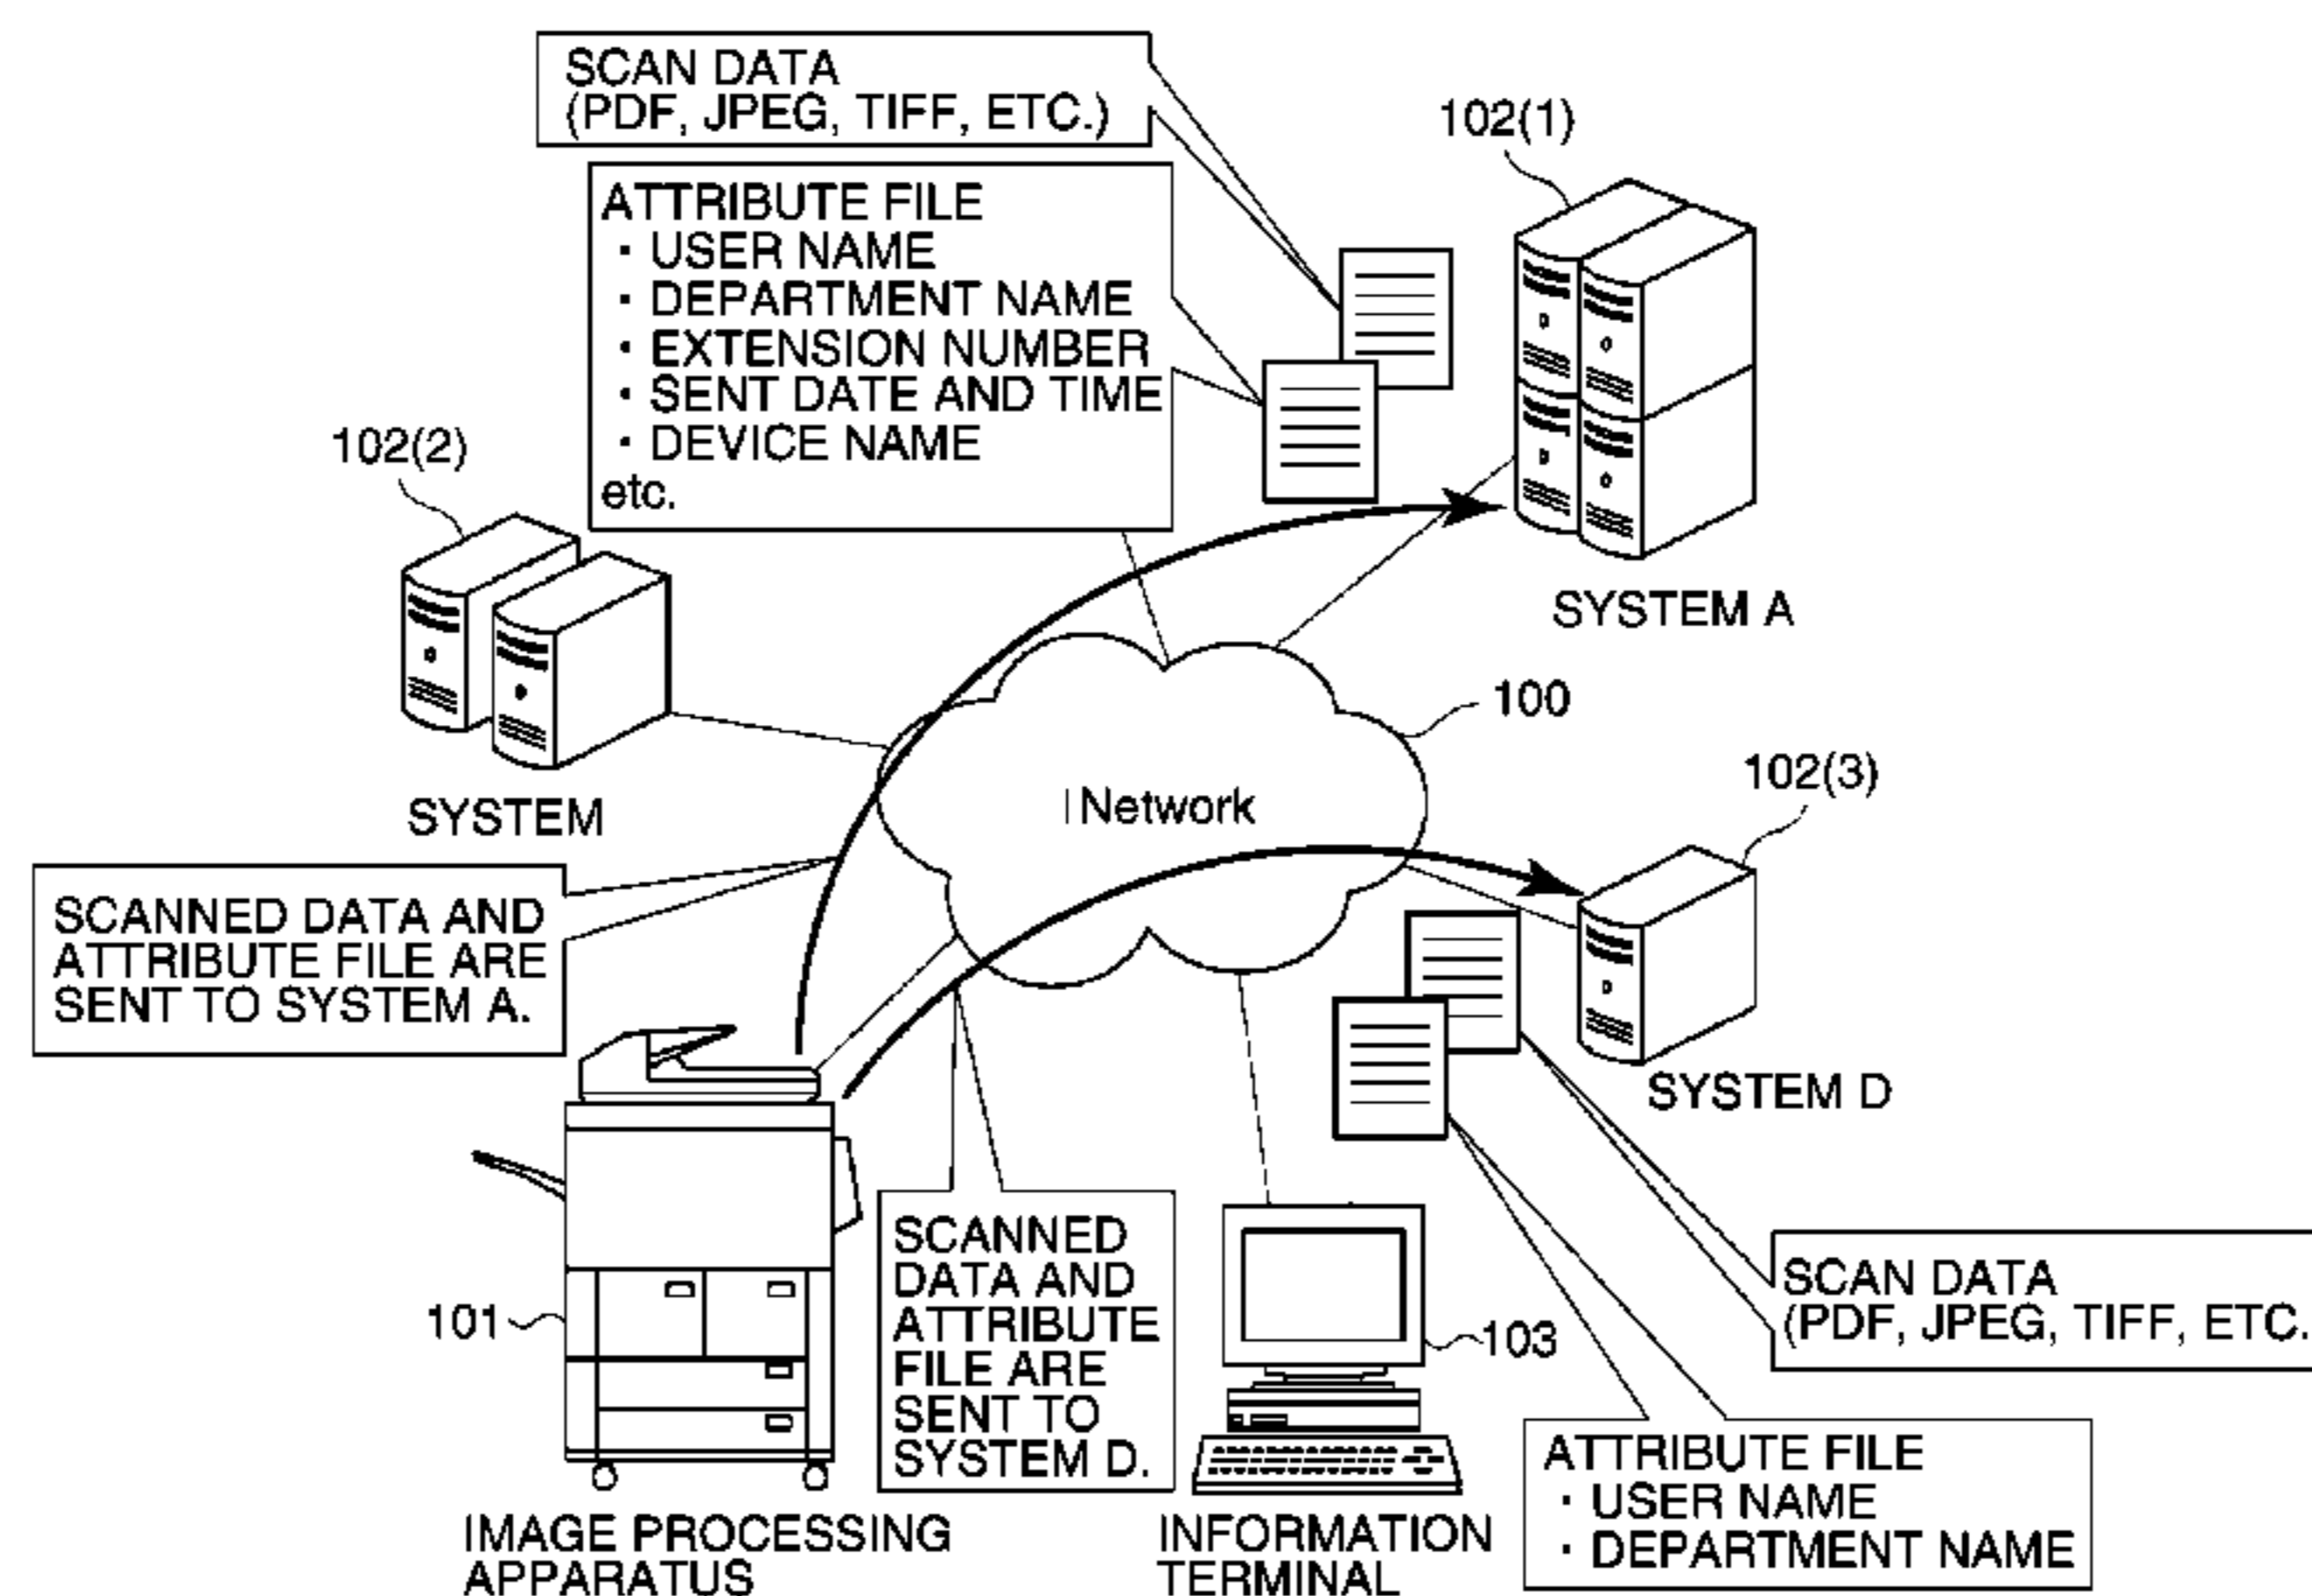 SCAN DATA
(PDF, JPEG, TIFF, ETC.)
102(1)
ATTRIBUTE FILE
· USER NAME
· DEPARTMENT NAME
· EXTENSION NUMBER
· SENT DATE AND TIME
· DEVICE NAME
etc.
102(2)
SYSTEM A
100
Network
102(3)
SYSTEM
SCANNED DATA AND
ATTRIBUTE FILE ARE
SENT TO SYSTEM A.
SYSTEM D
SCANNED
DATA AND
ATTRIBUTE
FILE ARE
SENT TO
SYSTEM D.
SCAN DATA
(PDF, JPEG, TIFF, ETC.
101
103
ATTRIBUTE FILE
· USER NAME
· DEPARTMENT NAME
IMAGE PROCESSING
APPARATUS
INFORMATION
TERMINAL